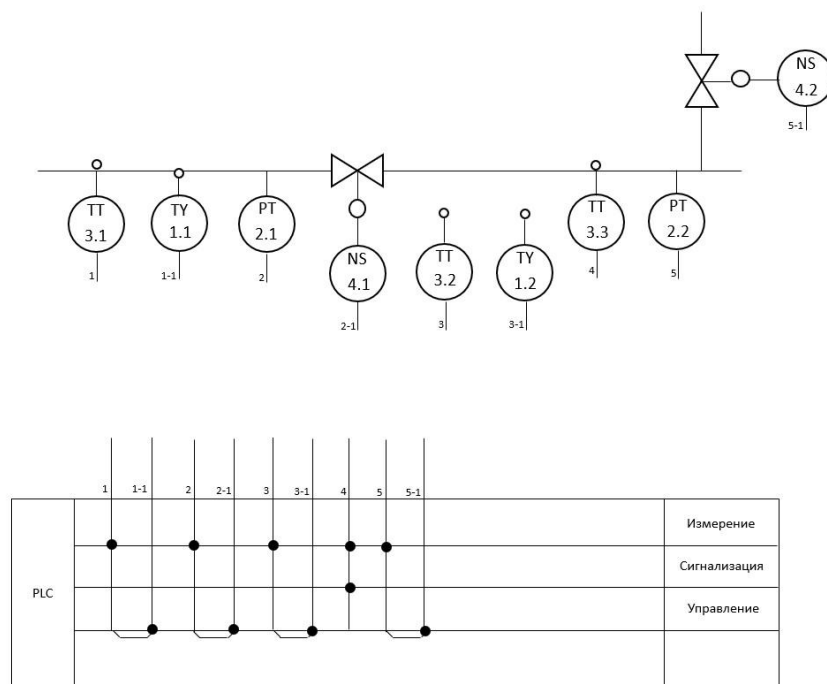 NS
4.2
5-1
TT
3.1
1
TY
1.1
1-1
PT
2.1
2
NS
4.1
2-1
TT
3.2
3
TY
1.2
3-1
TT
3.3
4
PT
2.2
5
1 1-1 2 2-1 3 3-1 4 5 5-1
PLC
Измерение
Сигнализация
Управление